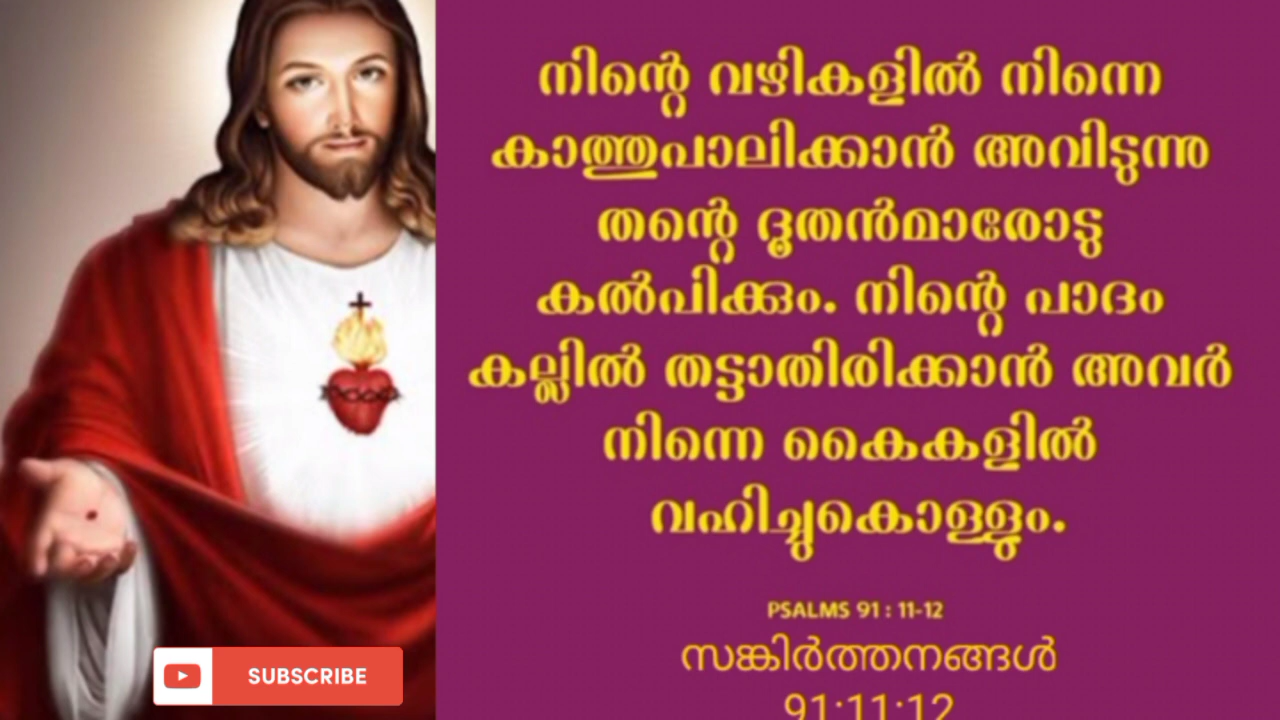 നിന്റെ വഴികളിൽ നിന്നെ
കാത്തുപാലിക്കാൻ അവിടുന്നു
തന്റെ ദൂതൻമാരോടു
കൽപിക്കും. നിന്റെ പാദം
കല്ലിൽ തട്ടാതിരിക്കാൻ അവർ
നിന്നെ കൈകളിൽ
വഹിച്ചുകൊള്ളും.
PSALMS 91 : 11-12
സങ്കിർത്തനങ്ങൾ
91:11:12
SUBSCRIBE